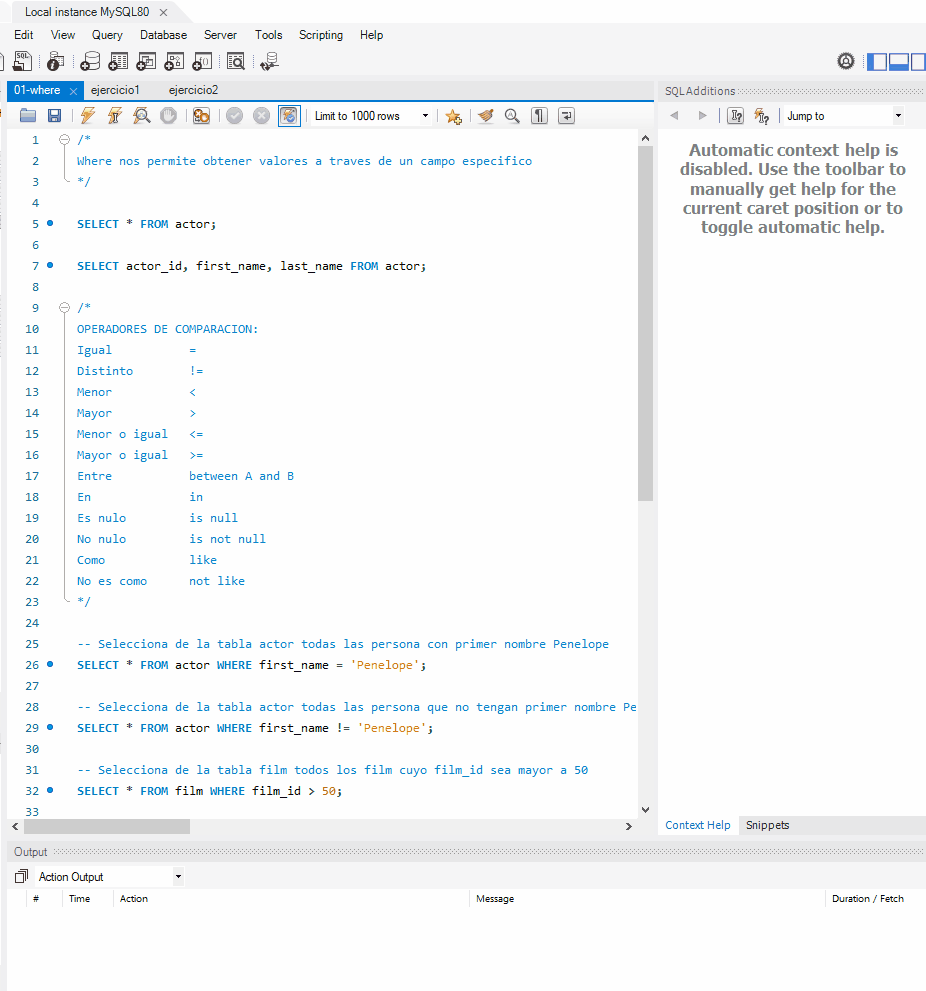 Local instance MySQL80
Edit View Query Database Server Tools Scripting Help
01-where ejercicio1 ejercicio2
SQLAdditions
Limit to 1000 rows
Jump to
Automatic context help is
disabled. Use the toolbar to
manually get help for the
current caret position or to
toggle automatic help.
1 /*
2 Where nos permite obtener valores a traves de un campo especifico
3 */
4
5 SELECT * FROM actor;
6
7 SELECT actor_id, first_name, last_name FROM actor;
8
9 /*
10 OPERADORES DE COMPARACION:
11 Igual =
12 Distinto !=
13 Menor <
14 Mayor >
15 Menor o igual <=
16 Mayor o igual >=
17 Entre between A and B
18 En in
19 Es nulo is null
20 No nulo is not null
21 Como like
22 No es como not like
23 */
24
25 -- Selecciona de la tabla actor todas las persona con primer nombre Penelope
26 SELECT * FROM actor WHERE first_name = 'Penelope';
27
28 -- Selecciona de la tabla actor todas las persona que no tengan primer nombre Pe
29 SELECT * FROM actor WHERE first_name != 'Penelope';
30
31 -- Selecciona de la tabla film todos los film cuyo film_id sea mayor a 50
32 SELECT * FROM film WHERE film_id > 50;
33
Context Help Snippets
Output
Action Output
# Time Action Message Duration / Fetch